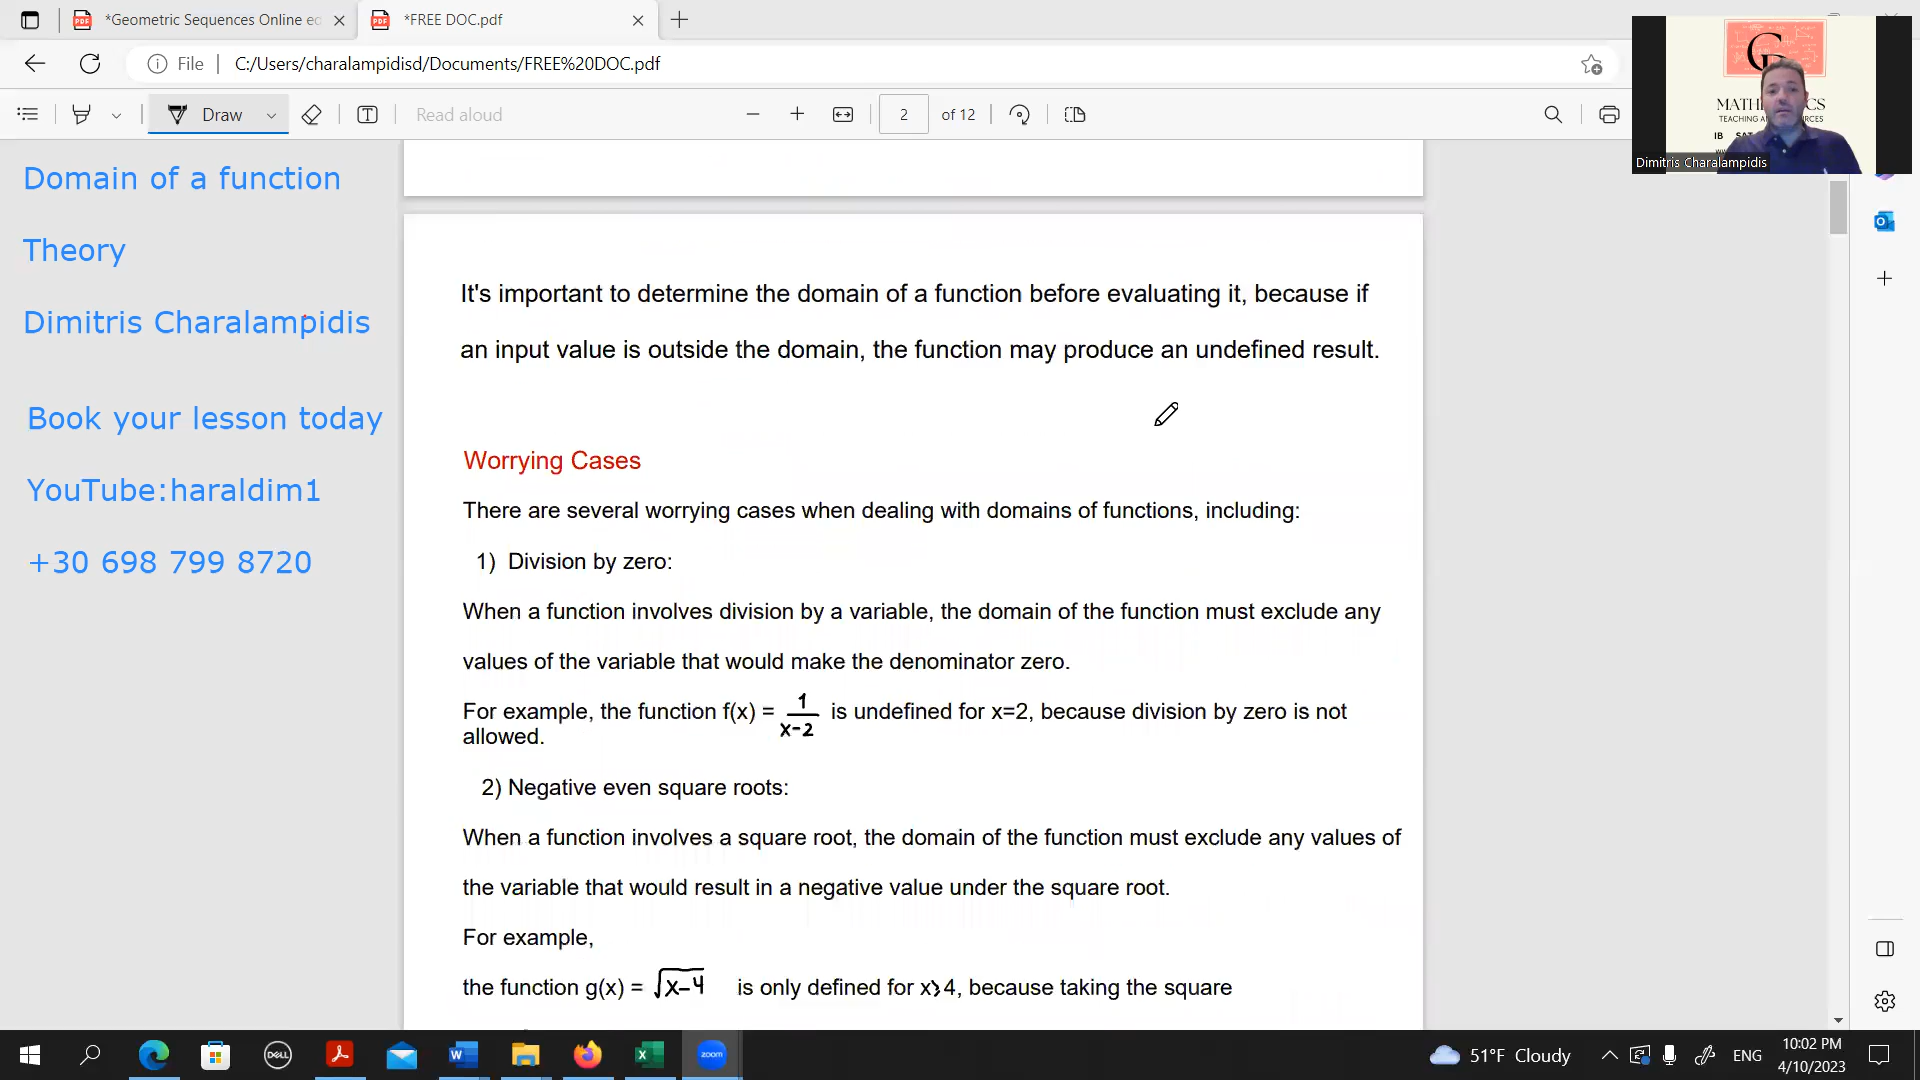 *Geometric Sequences Online ec
*FREE DOC.pdf
File
C:/Users/charalampidisd/Documents/FREE%20DOC.pdf
Draw
Read aloud
2 of 12
MATH
CS
TEACHING AN
URCES
IB
Dimitris Charalampidis
Domain of a function
Theory
Dimitris Charalampidis
Book your lesson today
YouTube:haraldim1
+30 698 799 8720
It's important to determine the domain of a function before evaluating it, because if
an input value is outside the domain, the function may produce an undefined result.
Worrying Cases
There are several worrying cases when dealing with domains of functions, including:
1) Division by zero:
When a function involves division by a variable, the domain of the function must exclude any
values of the variable that would make the denominator zero.
For example, the function f(x) = 1/(x-2) is undefined for x=2, because division by zero is not
allowed.
2) Negative even square roots:
When a function involves a square root, the domain of the function must exclude any values of
the variable that would result in a negative value under the square root.
For example,
the function g(x) = √x-4 is only defined for x⩾4, because taking the square
DELL
zoom
51°F Cloudy
ENG
10:02 PM
4/10/2023